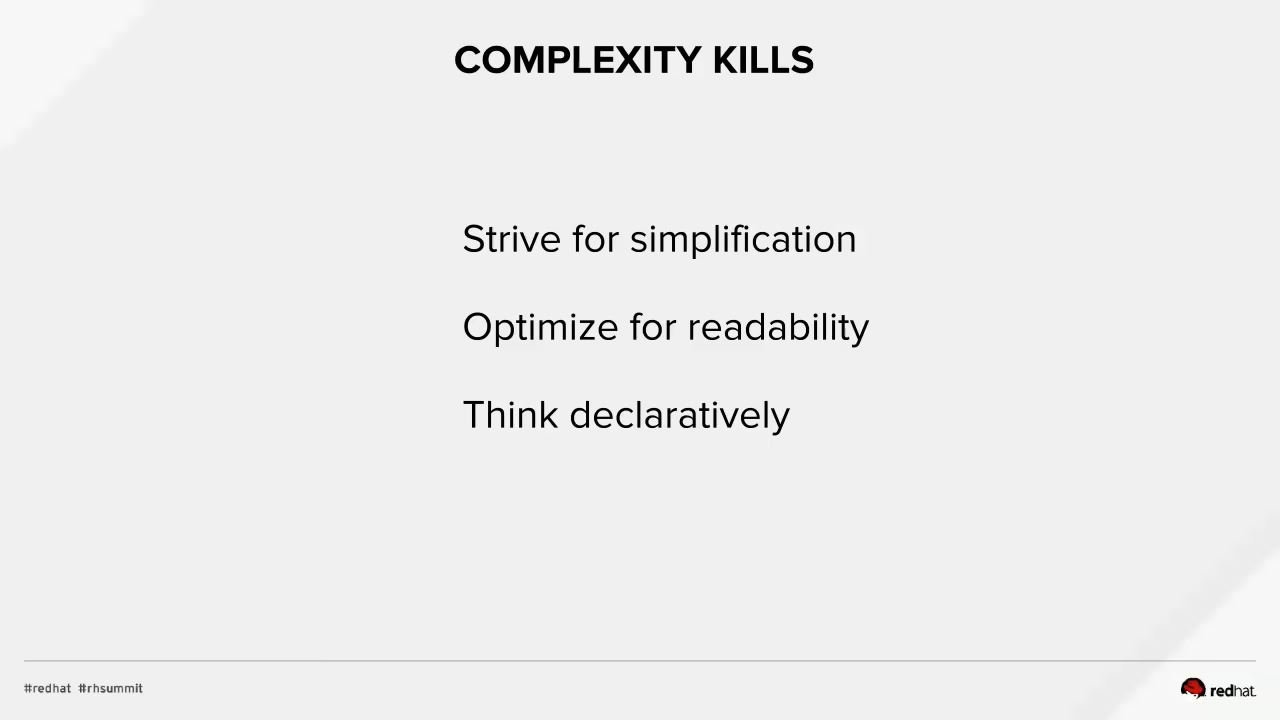 COMPLEXITY KILLS
Strive for simplification
Optimize for readability
Think declaratively
#redhat #rhsummit
redhat.